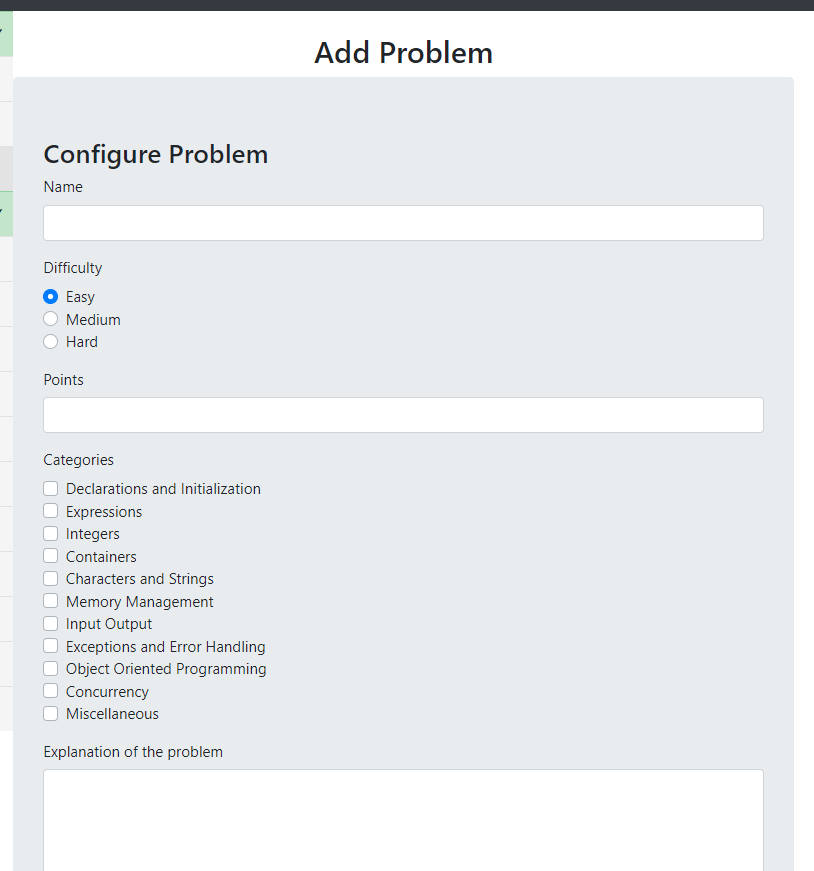 Add Problem
Configure Problem
Name
Difficulty
Easy
Medium
Hard
Points
Categories
Declarations and Initialization
Expressions
Integers
Containers
Characters and Strings
Memory Management
Input Output
Exceptions and Error Handling
Object Oriented Programming
Concurrency
Miscellaneous
Explanation of the problem